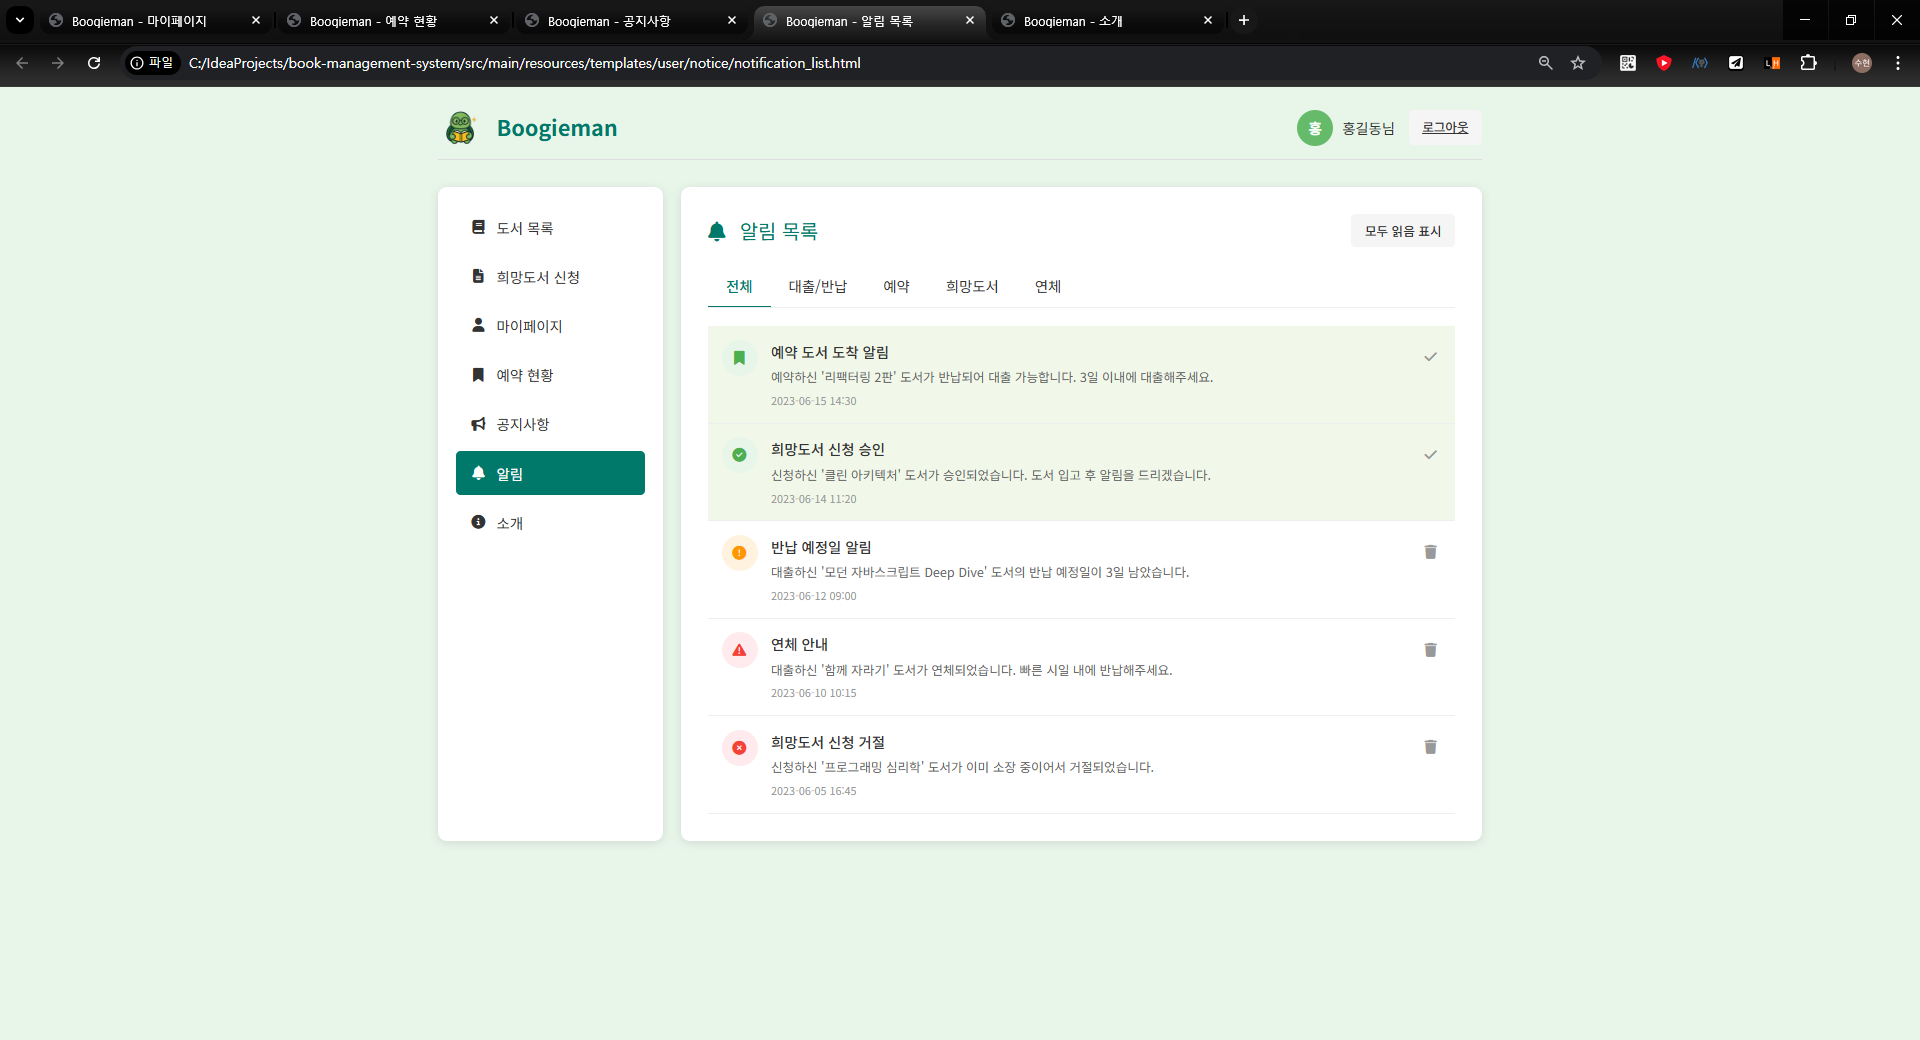 Boogieman - 마이페이지
Boogieman - 예약 현황
Boogieman - 공지사항
Boogieman - 알림 목록
Boogieman - 소개
파일 C:/IdeaProjects/book-management-system/src/main/resources/templates/user/notice/notification_list.html
수현
Boogieman
홍 홍길동님 로그아웃
도서 목록
희망도서 신청
마이페이지
예약 현황
공지사항
알림
소개
알림 목록
모두 읽음 표시
전체 대출/반납 예약 희망도서 연체
예약 도서 도착 알림
예약하신 '리팩터링 2판' 도서가 반납되어 대출 가능합니다. 3일 이내에 대출해주세요.
2023-06-15 14:30
희망도서 신청 승인
신청하신 '클린 아키텍처' 도서가 승인되었습니다. 도서 입고 후 알림을 드리겠습니다.
2023-06-14 11:20
반납 예정일 알림
대출하신 '모던 자바스크립트 Deep Dive' 도서의 반납 예정일이 3일 남았습니다.
2023-06-12 09:00
연체 안내
대출하신 '함께 자라기' 도서가 연체되었습니다. 빠른 시일 내에 반납해주세요.
2023-06-10 10:15
희망도서 신청 거절
신청하신 '프로그래밍 심리학' 도서가 이미 소장 중이어서 거절되었습니다.
2023-06-05 16:45